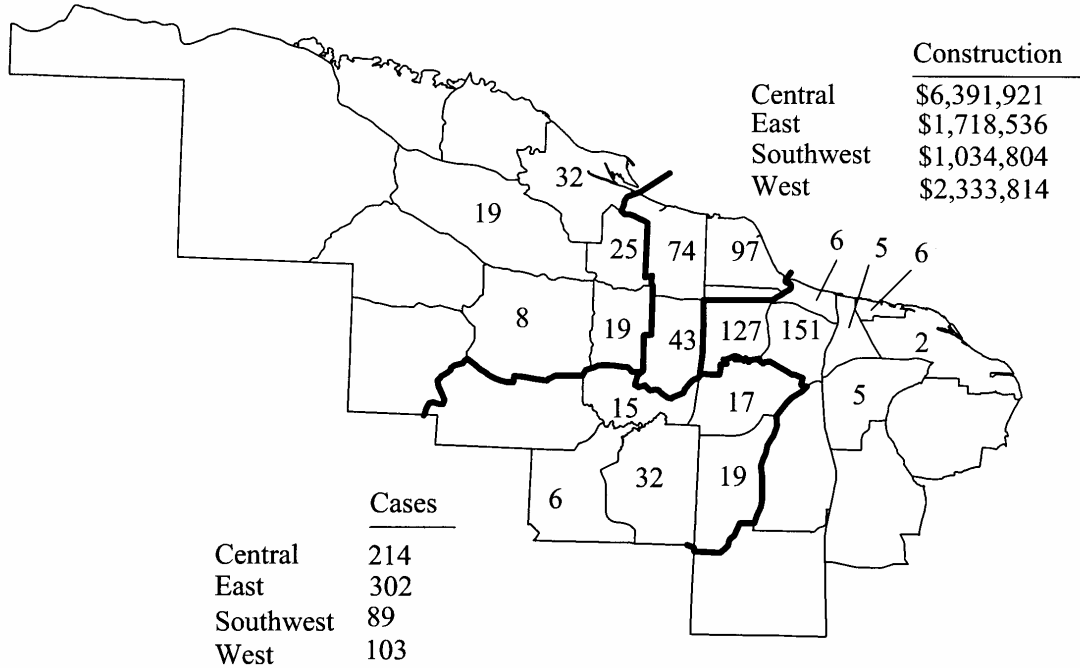 Construction
Central $6,391,921
East $1,718,536
Southwest $1,034,804
West $2,333,814
32
19
25
74
97
6
5
6
8
19
43
127
151
2
15
17
5
6
32
19
Cases
Central 214
East 302
Southwest 89
West 103